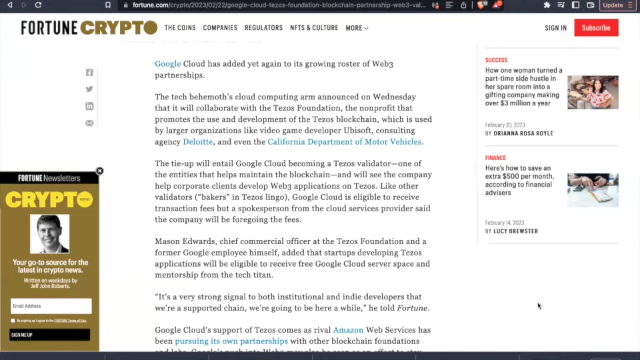 fortune.com/crypto/2023/02/22/google-cloud-tezos-foundation-blockchain-partnership-web3-val...
Update
FORTUNE CRYPTO
THE COINS
COMPANIES
REGULATORS
NFTS & CULTURE
MORE
SIGN IN
Subscribe
Google Cloud has added yet again to its growing roster of Web3
partnerships.
The tech behemoth's cloud computing arm announced on Wednesday
that it will collaborate with the Tezos Foundation, the nonprofit that
promotes the use and development of the Tezos blockchain, which is used
by larger organizations like video game developer Ubisoft, consulting
agency Deloitte, and even the California Department of Motor Vehicles.
The tie-up will entail Google Cloud becoming a Tezos validator—one of
the entities that helps maintain the blockchain—and will see the company
help corporate clients develop Web3 applications on Tezos. Like other
validators ("bakers" in Tezos lingo), Google Cloud is eligible to receive
transaction fees but a spokesperson from the cloud services provider said
the company will be foregoing the fees.
Mason Edwards, chief commercial officer at the Tezos Foundation and a
former Google employee himself, added that startups developing Tezos
applications will be eligible to receive free Google Cloud server space and
mentorship from the tech titan.
"It's a very strong signal to both institutional and indie developers that
we're a supported chain, we're going to be here a while," he told Fortune.
Google Cloud's support of Tezos comes as rival Amazon Web Services has
been pursuing its own partnerships with other blockchain foundations
SUCCESS
How one woman turned a
part-time side hustle in
her spare room into a
gifting company making
over $3 million a year
February 20, 2023
BY ORIANNA ROSA ROYLE
FINANCE
Here's how to save an
extra $500 per month,
according to financial
advisers
February 14, 2023
BY LUCY BREWSTER
FORTUNE Newsletters
CRYPTO
Your go-to source for the
latest in crypto news.
Written on weekdays by
Jeff John Roberts.
Email Address
By signing up I agree to the FORTUNE Terms of Use.
SIGN ME UP